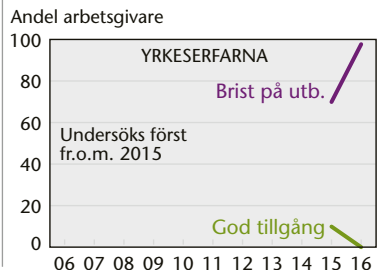 Andel arbetsgivare
100
YRKESERFARNA
80
Brist på utb.
60
Undersöks först
fr.o.m. 2015
40
20
God tillgång
0
06 07 08 09 10 11 12 13 14 15 16